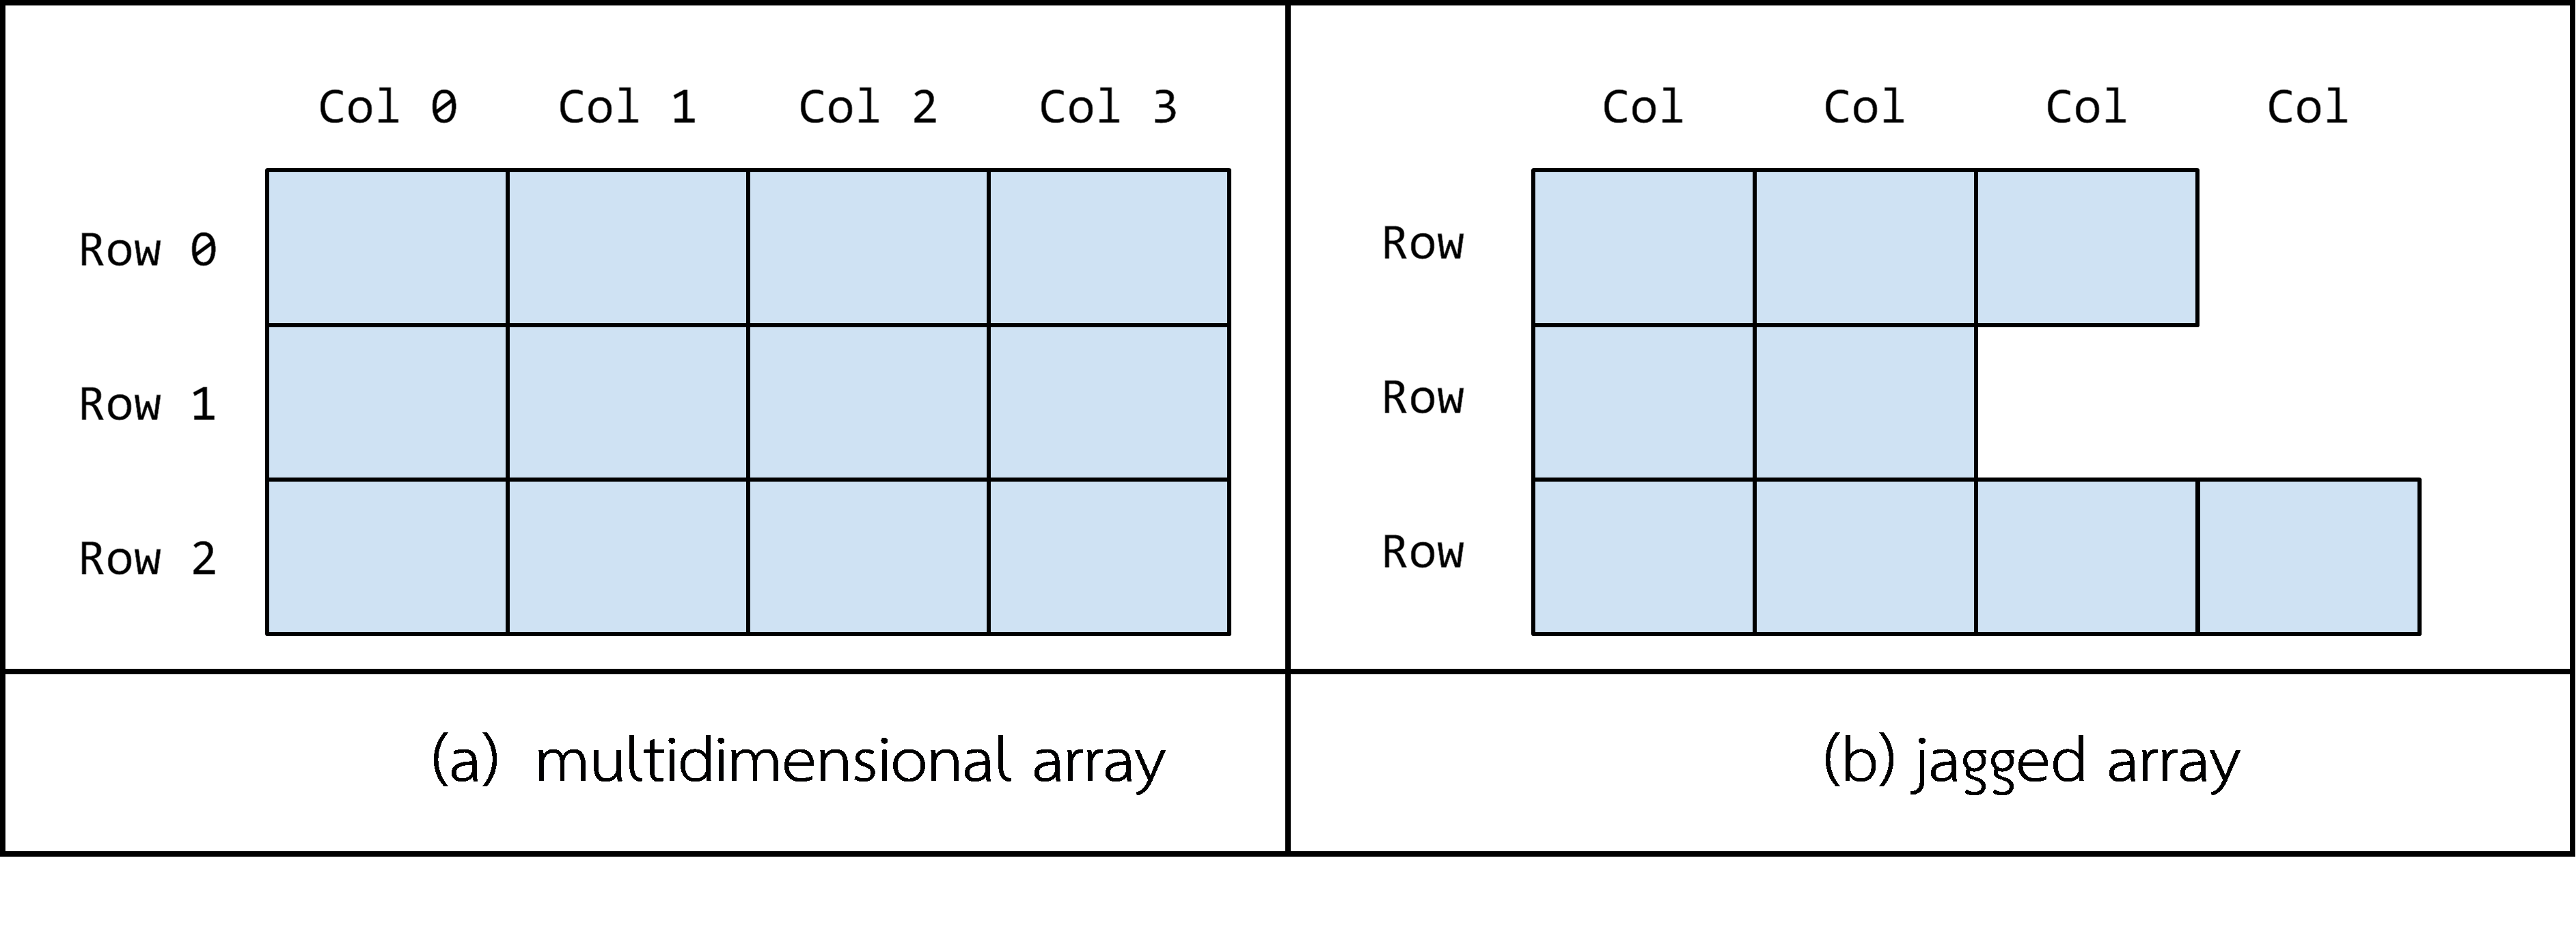 Col 0 Col 1 Col 2 Col 3
Row 0
Row 1
Row 2
(a) multidimensional array
Col Col Col Col
Row
Row
Row
(b) jagged array